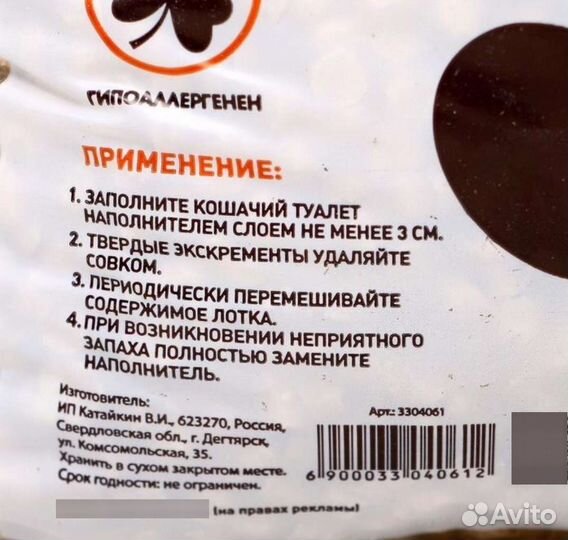 ГИПОАЛЛЕРГЕНЕН
ПРИМЕНЕНИЕ:
1. ЗАПОЛНИТЕ КОШАЧИЙ ТУАЛЕТ
НАПОЛНИТЕЛЕМ СЛОЕМ НЕ МЕНЕЕ 3 СМ.
2. ТВЕРДЫЕ ЭКСКРЕМЕНТЫ УДАЛЯЙТЕ
СОВКОМ.
3. ПЕРИОДИЧЕСКИ ПЕРЕМЕШИВАЙТЕ
СОДЕРЖИМОЕ ЛОТКА.
4. ПРИ ВОЗНИКНОВЕНИИ НЕПРИЯТНОГО
ЗАПАХА ПОЛНОСТЬЮ ЗАМЕНИТЕ
НАПОЛНИТЕЛЬ.
Изготовитель:
ИП Катайкин В.И., 623270, Россия,
Свердловская обл., г. Дегтярск,
ул. Комсомольская, 35.
Хранить в сухом закрытом месте.
Срок годности: не ограничен.
(на правах рекламы)
Арт.: 3304061
6 900033 040612
Avito